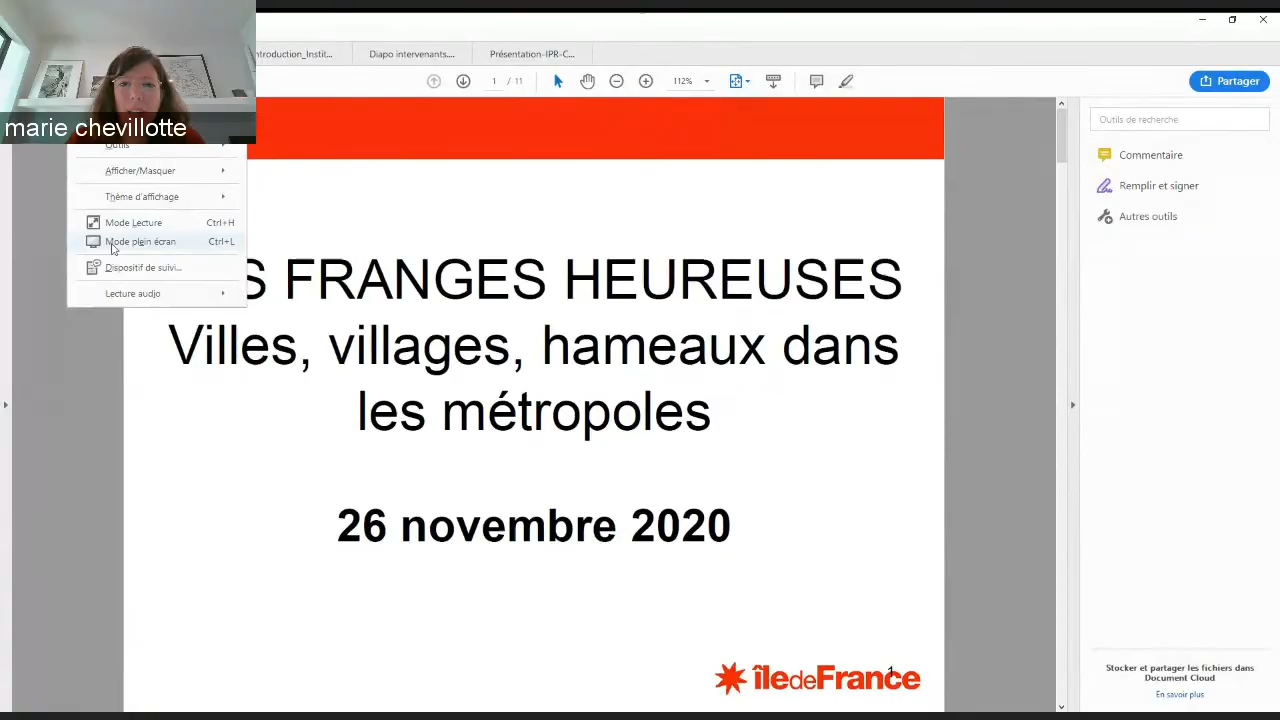 ntroduction_Instit...
Diapo intervenants....
Présentation-IPR-C...
1 / 11
112%
Partager
marie chevillotte
Outils
Afficher/Masquer
Thème d'affichage
Mode Lecture Ctrl+H
Mode plein écran Ctrl+L
Dispositif de suivi...
Lecture audio
Outils de recherche
Commentaire
Remplir et signer
Autres outils
S FRANGES HEUREUSES
Villes, villages, hameaux dans
les métropoles
26 novembre 2020
1
îledeFrance
Stocker et partager les fichiers dans
Document Cloud
En savoir plus